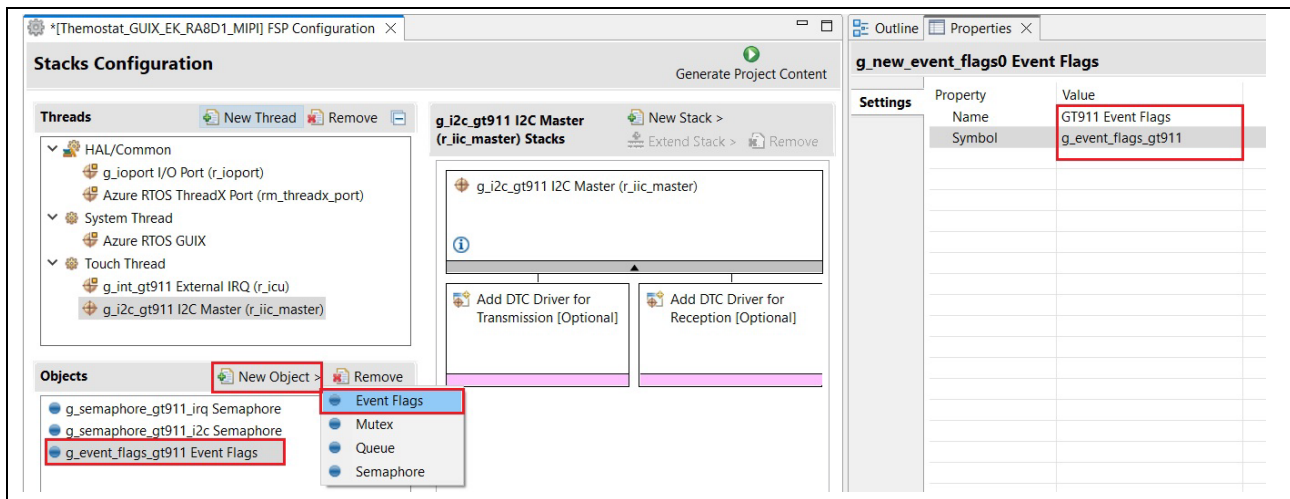 *[Themostat_GUIX_EK_RA8D1_MIPI] FSP Configuration
Stacks Configuration
Generate Project Content
Threads
New Thread
Remove
HAL/Common
g_ioport I/O Port (r_ioport)
Azure RTOS ThreadX Port (rm_threadx_port)
System Thread
Azure RTOS GUIX
Touch Thread
g_int_gt911 External IRQ (r_icu)
g_i2c_gt911 I2C Master (r_iic_master)
Objects
New Object >
Remove
g_semaphore_gt911_irq Semaphore
g_semaphore_gt911_i2c Semaphore
g_event_flags_gt911 Event Flags
Event Flags
Mutex
Queue
Semaphore
g_i2c_gt911 I2C Master
(r_iic_master) Stacks
New Stack >
Extend Stack >
Remove
g_i2c_gt911 I2C Master (r_iic_master)
Add DTC Driver for
Transmission [Optional]
Add DTC Driver for
Reception [Optional]
Outline
Properties
g_new_event_flags0 Event Flags
Settings
Property Value
Name GT911 Event Flags
Symbol g_event_flags_gt911